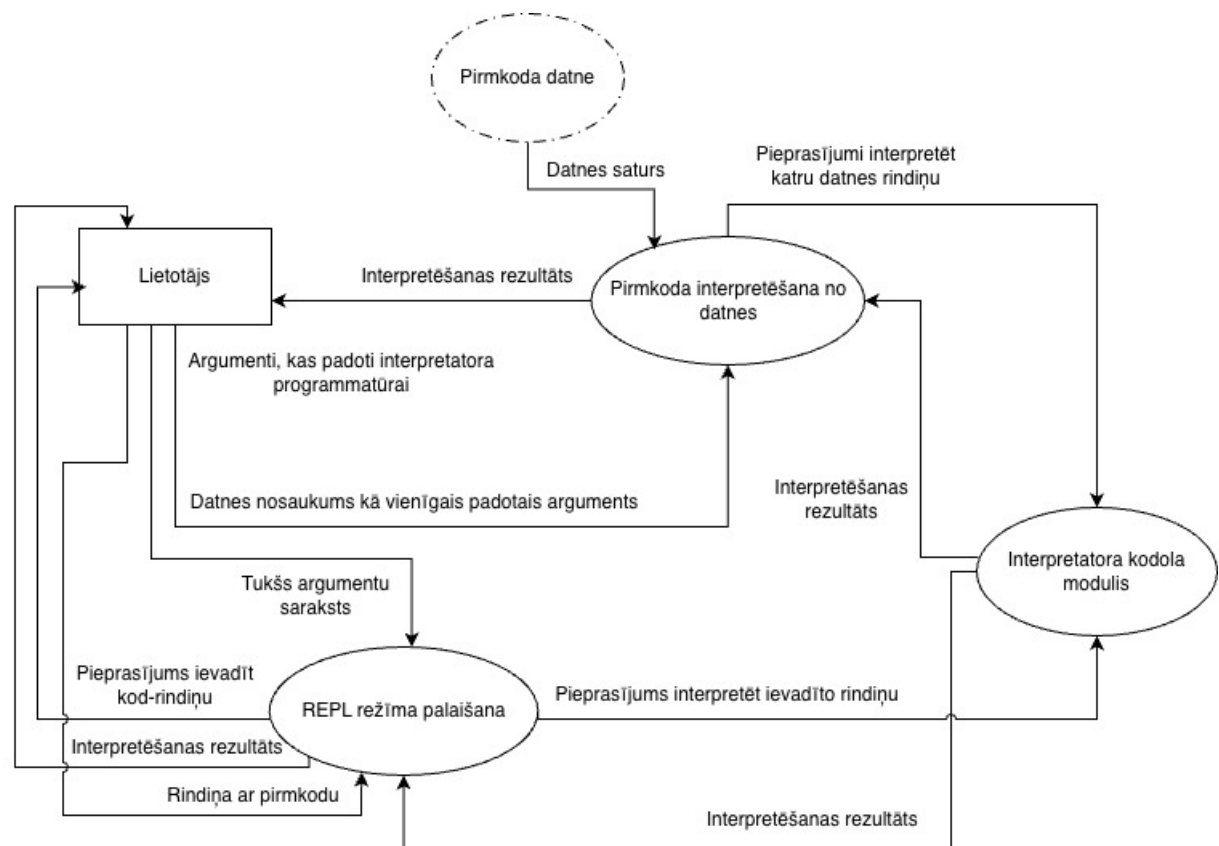 Pirmkoda datne
Datnes saturs
Pieprasījumi interpretēt
katru datnes rindiņu
Lietotājs
Interpretēšanas rezultāts
Pirmkoda interpretēšana no
datnes
Argumenti, kas padoti interpretatora
programmatūrai
Datnes nosaukums kā vienīgais padotais arguments
Interpretēšanas
rezultāts
Interpretatora kodola
modulis
Tukšs argumentu
saraksts
Pieprasījums ievadīt
kod-rindiņu
REPL režīma palaišana
Pieprasījums interpretēt ievadīto rindiņu
Interpretēšanas rezultāts
Rindiņa ar pirmkodu
Interpretēšanas rezultāts